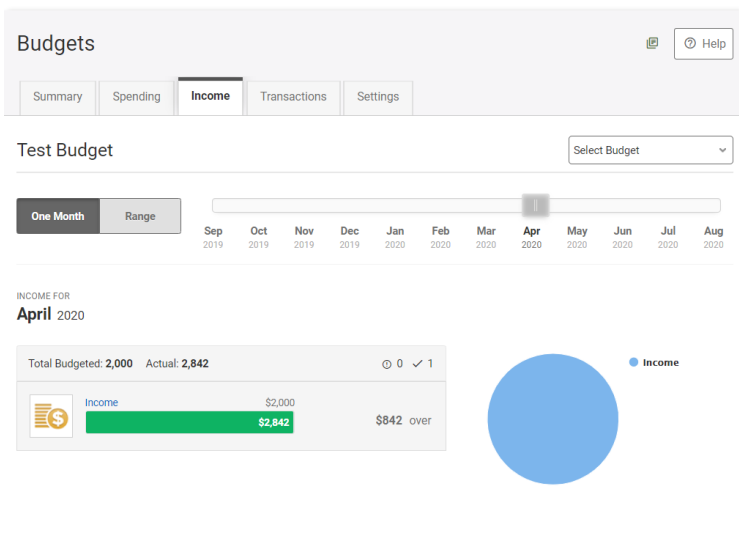 Budgets
Help
Summary Spending Income Transactions Settings
Test Budget
Select Budget
One Month Range
Sep Oct Nov Dec Jan Feb Mar Apr May Jun Jul Aug
2019 2019 2019 2019 2020 2020 2020 2020 2020 2020 2020 2020
INCOME FOR
April 2020
Total Budgeted: 2,000 Actual: 2,842 0 1
Income $2,000
$2,842
$842 over
Income